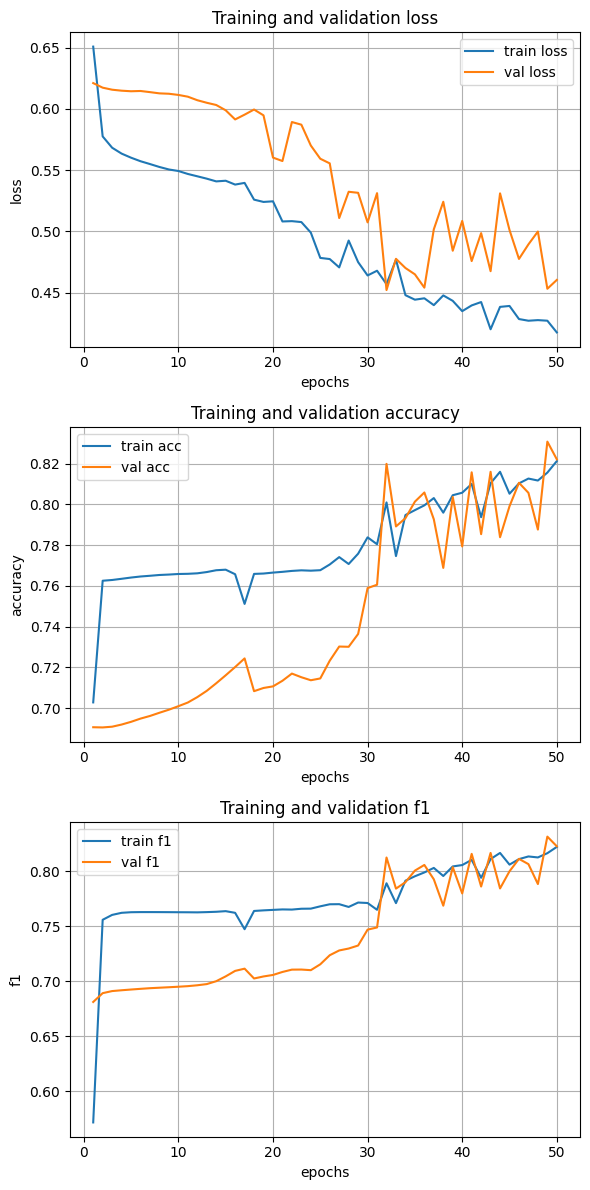 Training and validation loss
train loss
val loss
0.65
0.60
0.55
0.50
0.45
loss
0 10 20 30 40 50
epochs
Training and validation accuracy
train acc
val acc
0.82
0.80
0.78
0.76
0.74
0.72
0.70
accuracy
0 10 20 30 40 50
epochs
Training and validation f1
train f1
val f1
0.80
0.75
0.70
0.65
0.60
f1
0 10 20 30 40 50
epochs